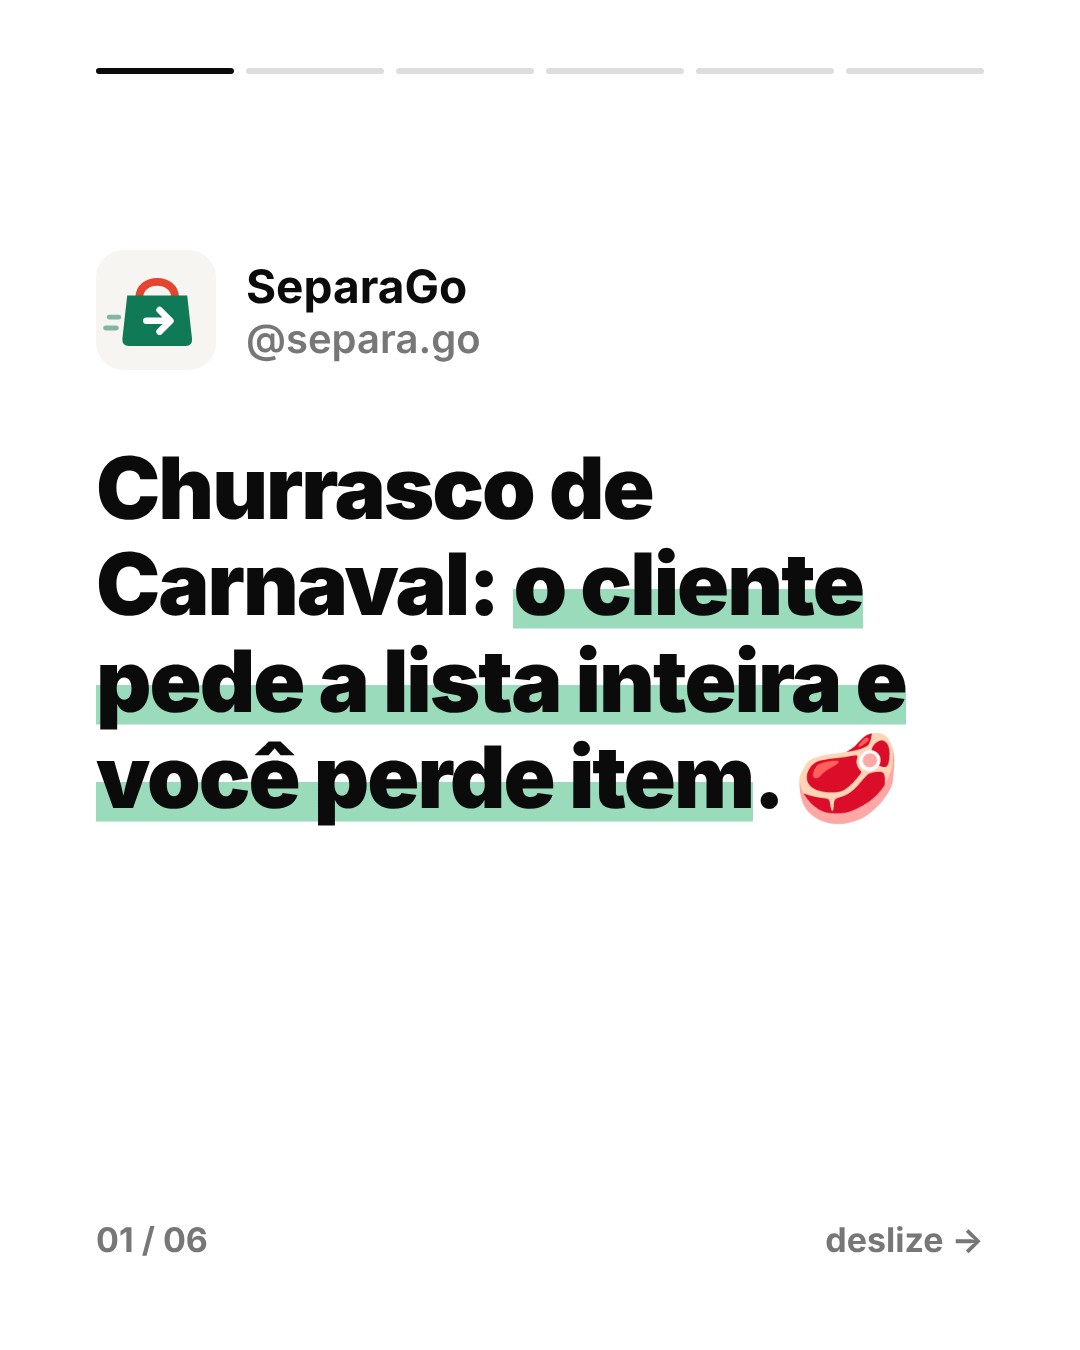 SeparaGo
@separa.go
Churrasco de
Carnaval: o cliente
pede a lista inteira e
você perde item. 🥩
01 / 06
deslize →